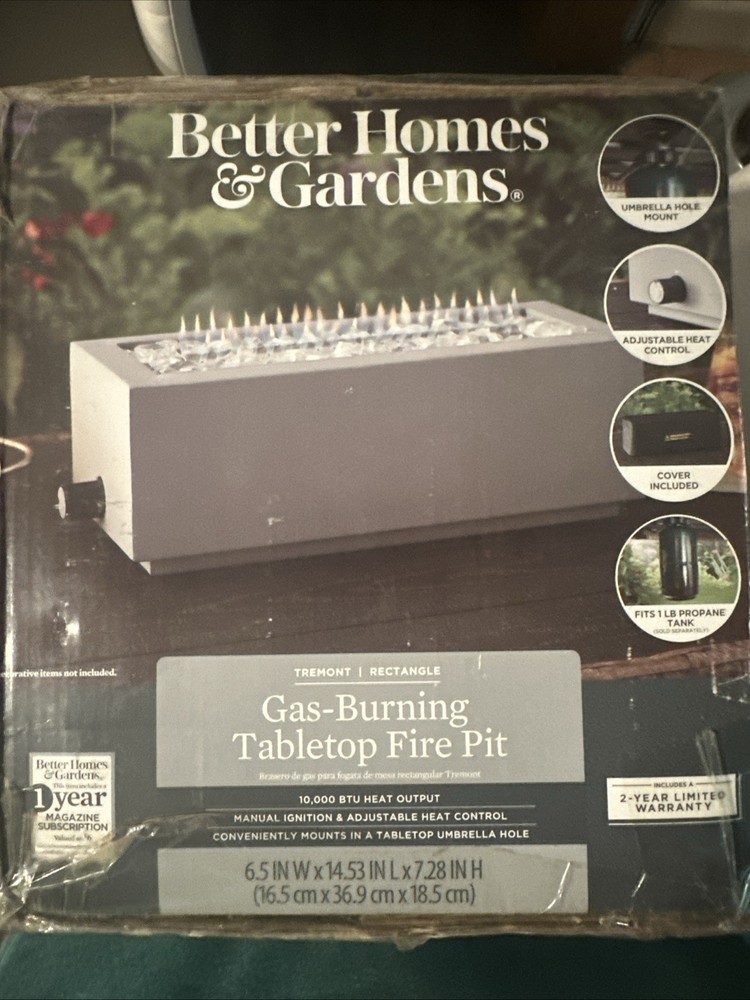 Better Homes
& Gardens®
UMBRELLA HOLE
MOUNT
ADJUSTABLE HEAT
CONTROL
COVER
INCLUDED
FITS 1 LB PROPANE
TANK
(SOLD SEPARATELY)
items not included.
TREMONT | RECTANGLE
Gas-Burning
Tabletop Fire Pit
Brasero de gas para fogata de mesa rectangular Tremont
10,000 BTU HEAT OUTPUT
MANUAL IGNITION & ADJUSTABLE HEAT CONTROL
CONVENIENTLY MOUNTS IN A TABLETOP UMBRELLA HOLE
6.5 IN W x 14.53 IN L x 7.28 IN H
(16.5 cm x 36.9 cm x 18.5 cm)
Better Homes
& Gardens
1 year
MAGAZINE
SUBSCRIPTION
INCLUDES A
2-YEAR LIMITED
WARRANTY